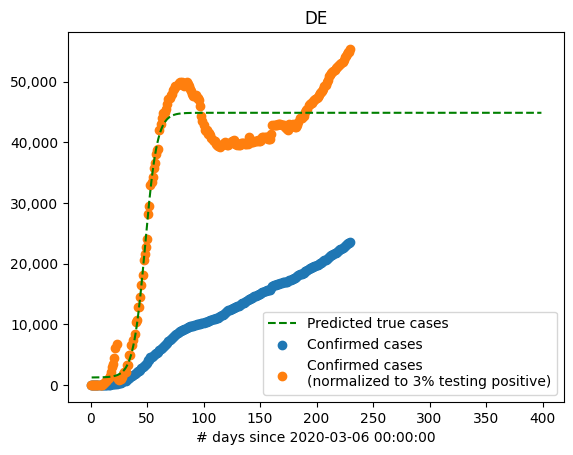 DE
50,000
40,000
30,000
20,000
10,000
0
Predicted true cases
Confirmed cases
Confirmed cases
(normalized to 3% testing positive)
0 50 100 150 200 250 300 350 400
# days since 2020-03-06 00:00:00